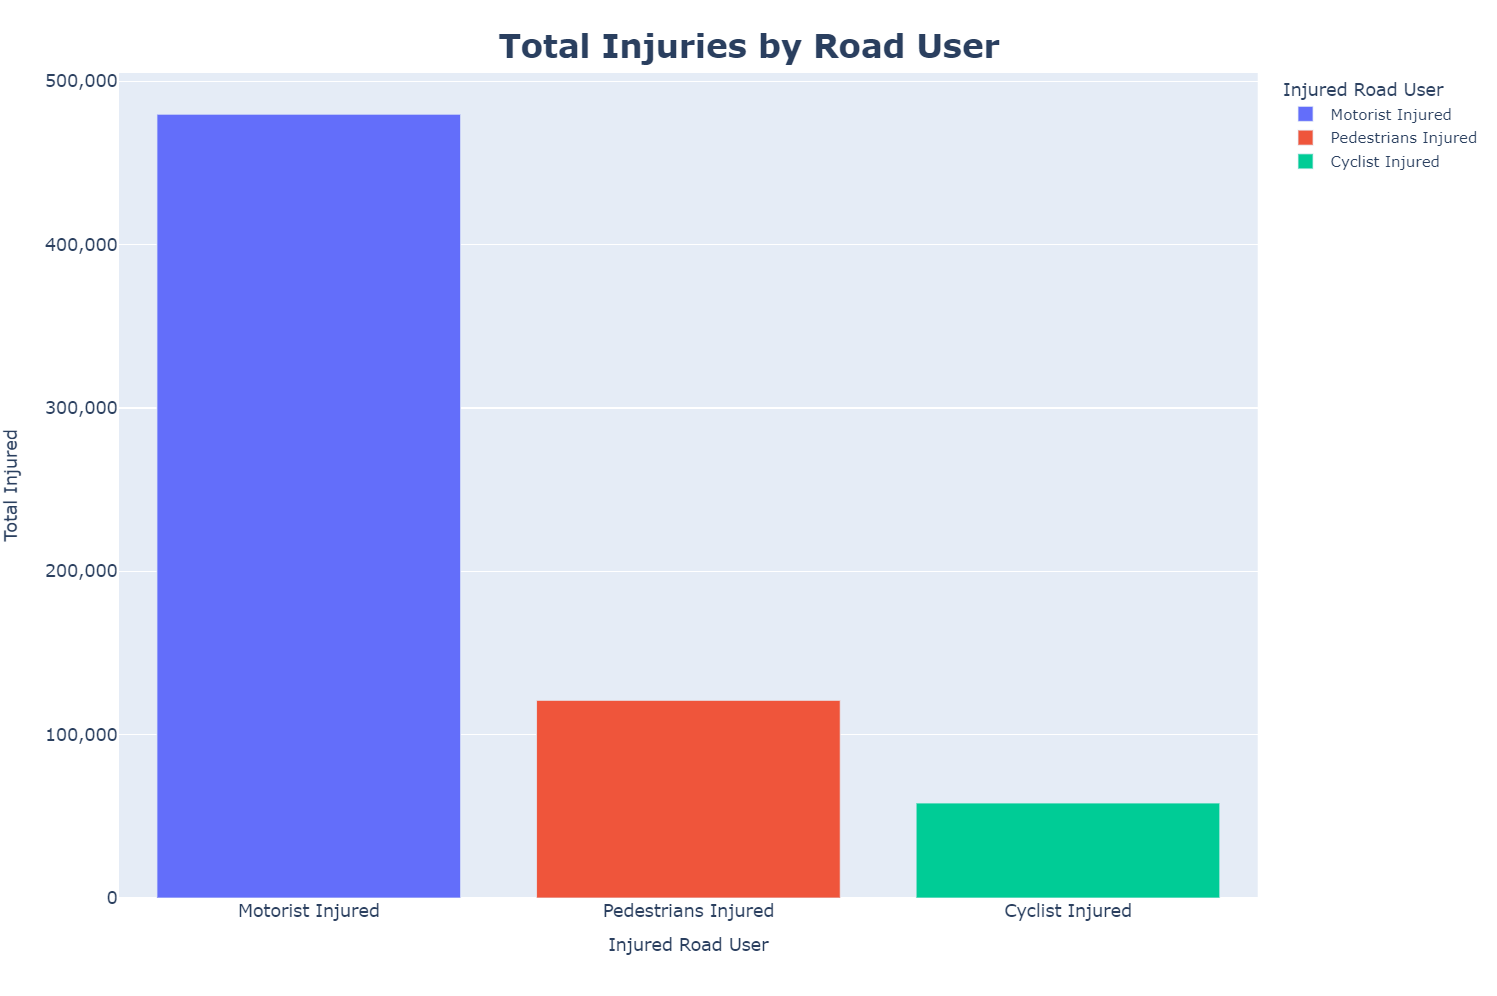 Total Injuries by Road User
500,000
400,000
300,000
200,000
100,000
0
Total Injured
Motorist Injured
Pedestrians Injured
Cyclist Injured
Injured Road User
Injured Road User
Motorist Injured
Pedestrians Injured
Cyclist Injured